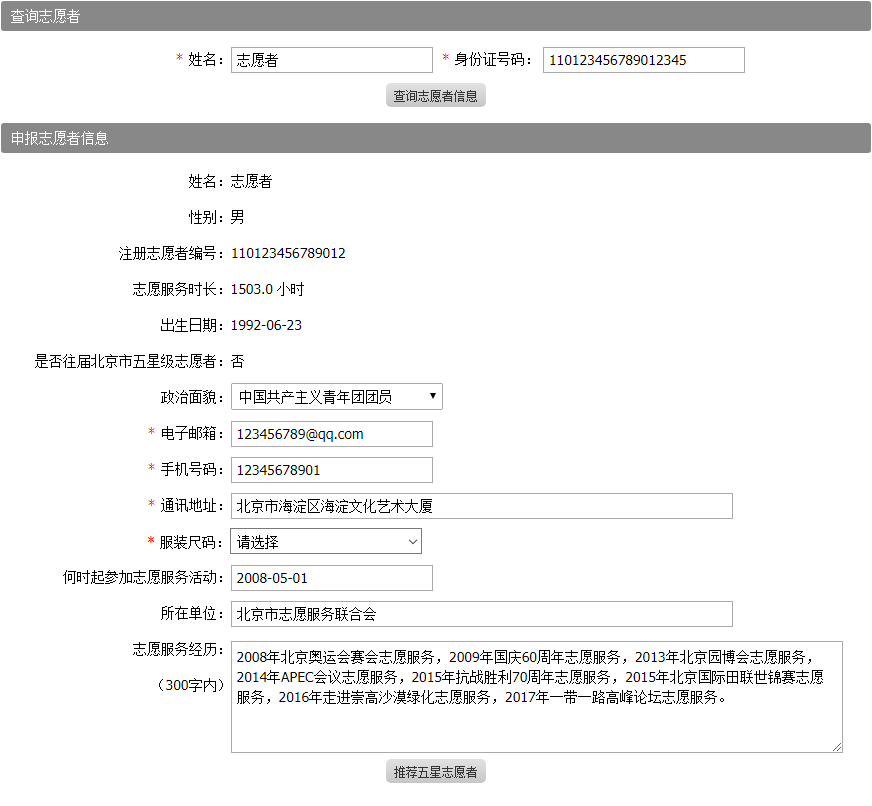 查询志愿者
* 姓名： 志愿者 * 身份证号码： 110123456789012345
查询志愿者信息
申报志愿者信息
姓名：志愿者
性别：男
注册志愿者编号：110123456789012
志愿服务时长：1503.0 小时
出生日期：1992-06-23
是否往届北京市五星级志愿者：否
政治面貌： 中国共产主义青年团团员
* 电子邮箱： 123456789@qq.com
* 手机号码： 12345678901
* 通讯地址： 北京市海淀区海淀文化艺术大厦
* 服装尺码： 请选择
何时起参加志愿服务活动： 2008-05-01
所在单位： 北京市志愿服务联合会
志愿服务经历：
（300字内）
2008年北京奥运会赛会志愿服务，2009年国庆60周年志愿服务，2013年北京园博会志愿服务，
2014年APEC会议志愿服务，2015年抗战胜利70周年志愿服务，2015年北京国际田联世锦赛志愿
服务，2016年走进崇高沙漠绿化志愿服务，2017年一带一路高峰论坛志愿服务。
推荐五星志愿者